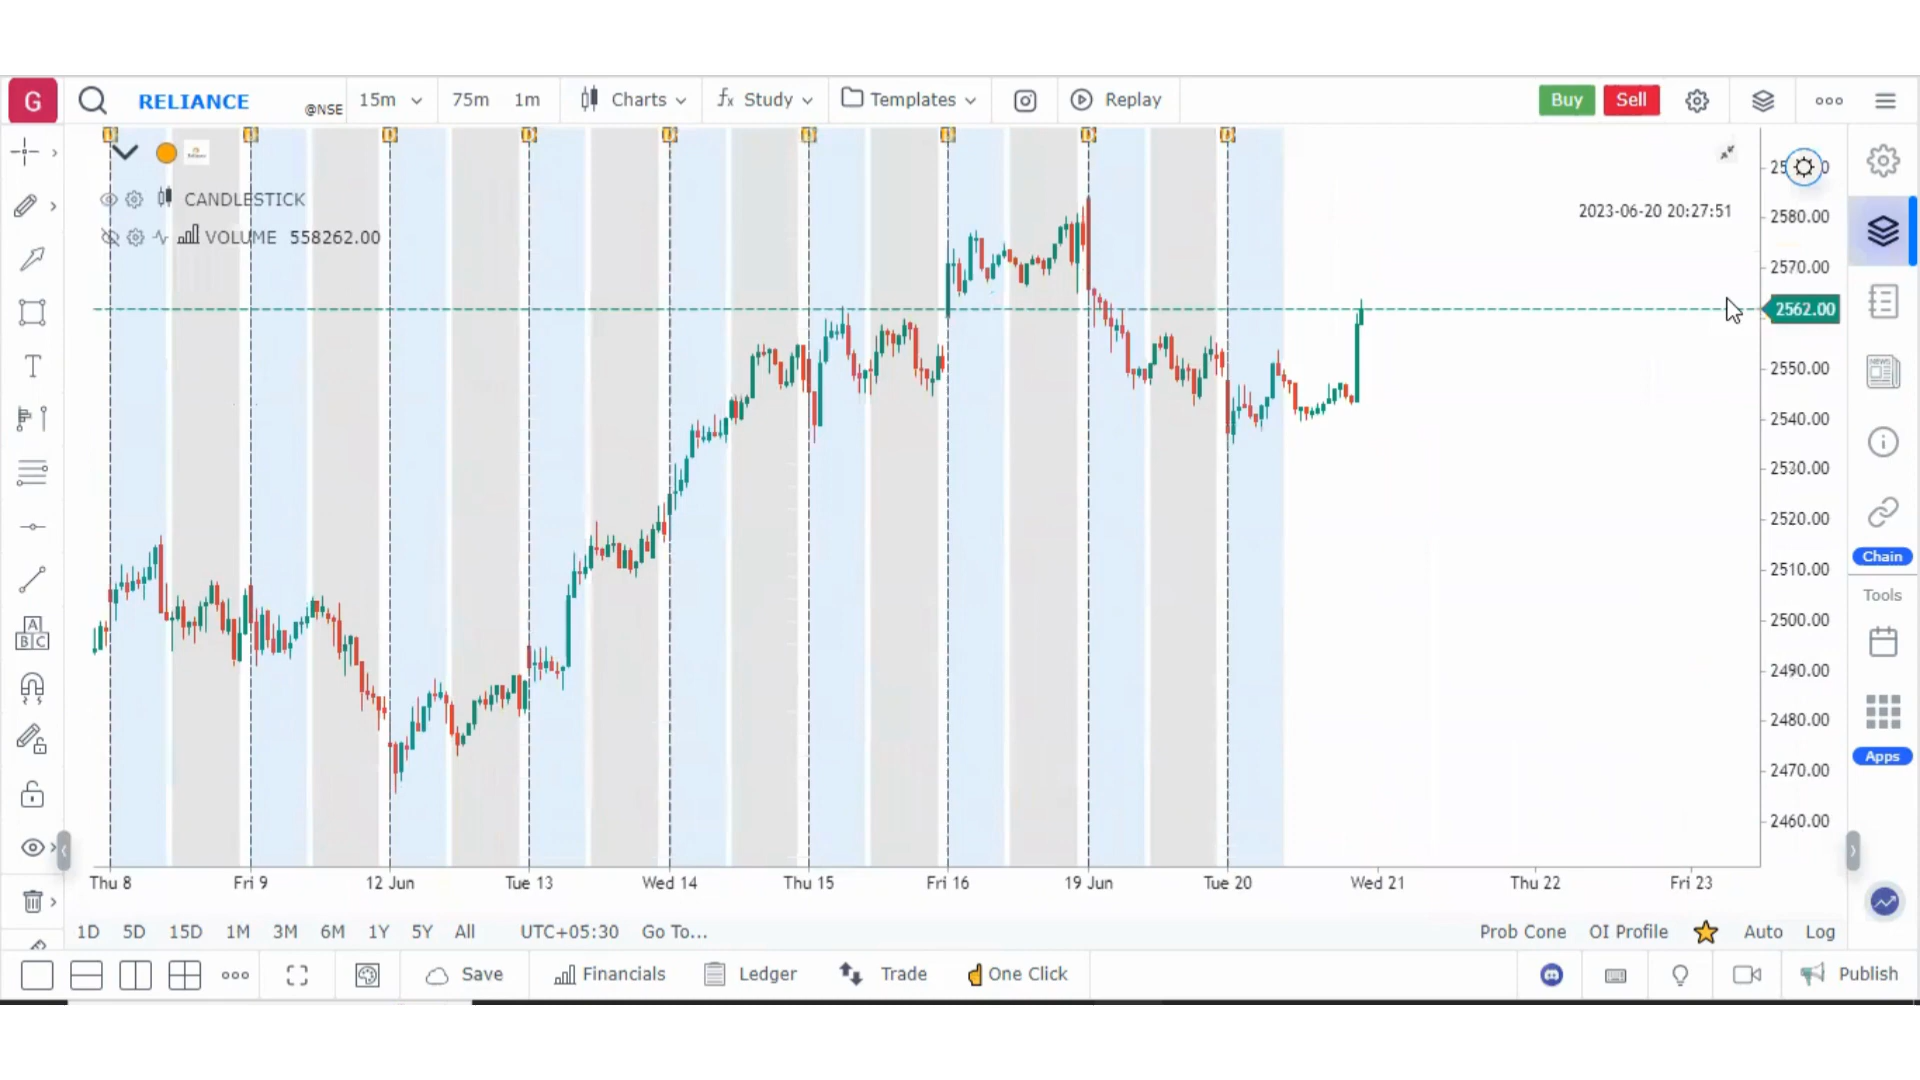 G RELIANCE @NSE 15m 75m 1m Charts Study Templates Replay Buy Sell
CANDLESTICK
VOLUME 558262.00
2023-06-20 20:27:51
2580.00
2570.00
2562.00
2550.00
2540.00
2530.00
2520.00
2510.00
2500.00
2490.00
2480.00
2470.00
2460.00
T
A
B C
NEWS
Chain
Tools
Apps
Thu 8 Fri 9 12 Jun Tue 13 Wed 14 Thu 15 Fri 16 19 Jun Tue 20 Wed 21 Thu 22 Fri 23
1D 5D 15D 1M 3M 6M 1Y 5Y All UTC+05:30 Go To... Prob Cone OI Profile Auto Log
Save Financials Ledger Trade One Click Publish